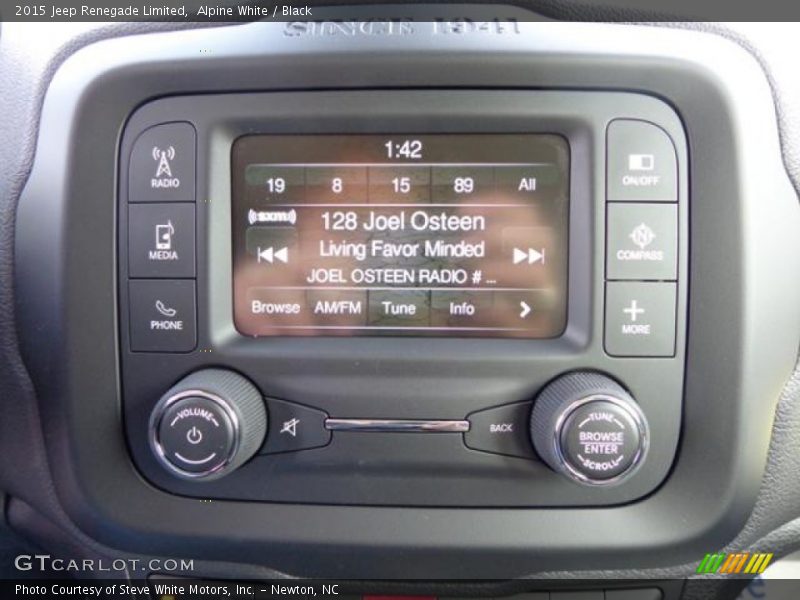 2015 Jeep Renegade Limited, Alpine White / Black
SINCE 1941
1:42
19 8 15 89 All
((SXM))
128 Joel Osteen
Living Favor Minded
JOEL OSTEEN RADIO # ...
Browse AM/FM Tune Info
RADIO
MEDIA
PHONE
ON/OFF
COMPASS
MORE
VOLUME
BACK
TUNE
BROWSE
ENTER
SCROLL
GTCARLOT.COM
Photo Courtesy of Steve White Motors, Inc. – Newton, NC